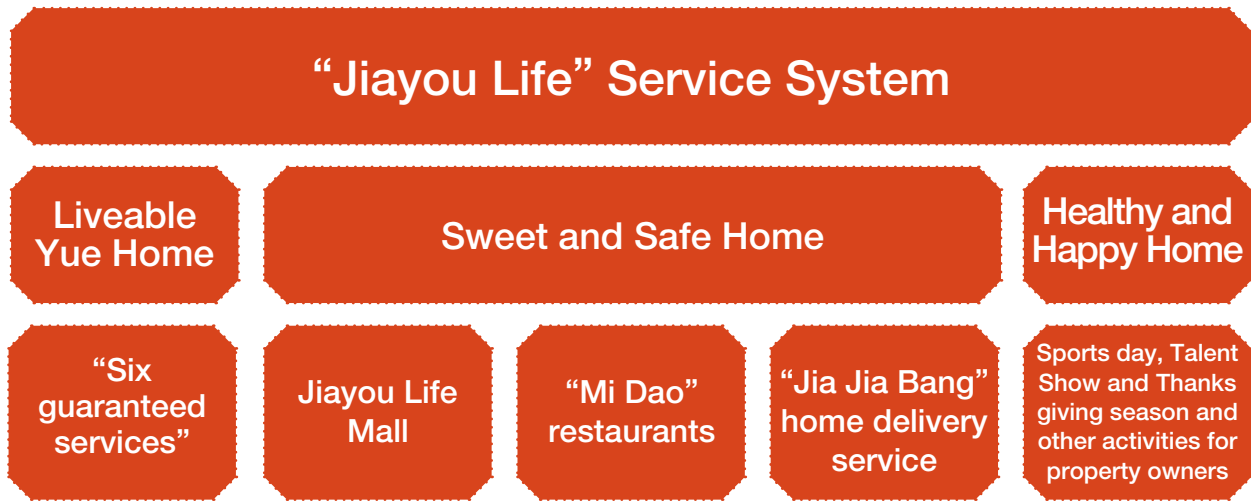 “Jiayou Life” Service System
Liveable
Yue Home
Sweet and Safe Home
Healthy and
Happy Home
“Six
guaranteed
services”
Jiayou Life
Mall
“Mi Dao”
restaurants
“Jia Jia Bang”
home delivery
service
Sports day, Talent
Show and Thanks
giving season and
other activities for
property owners